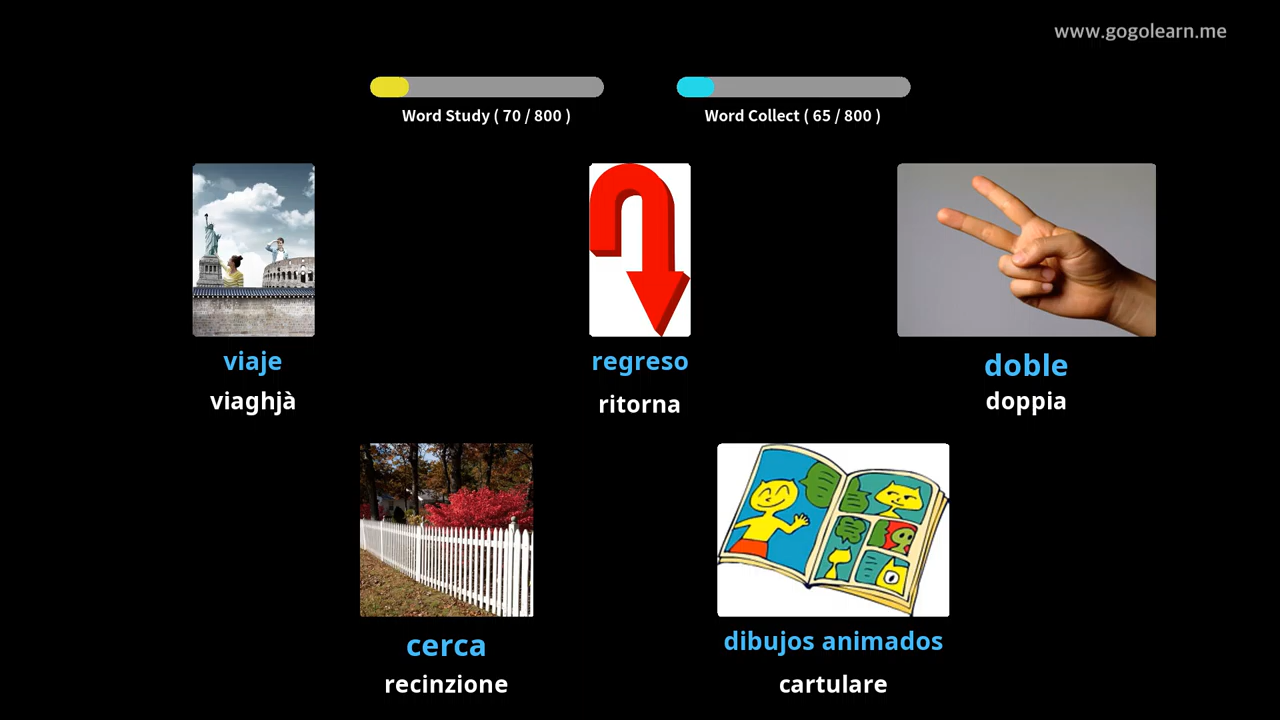 www.gogolearn.me
Word Study ( 70 / 800 )
Word Collect ( 65 / 800 )
viaje
viaghjà
regreso
ritorna
doble
doppia
cerca
recinzione
dibujos animados
cartulare